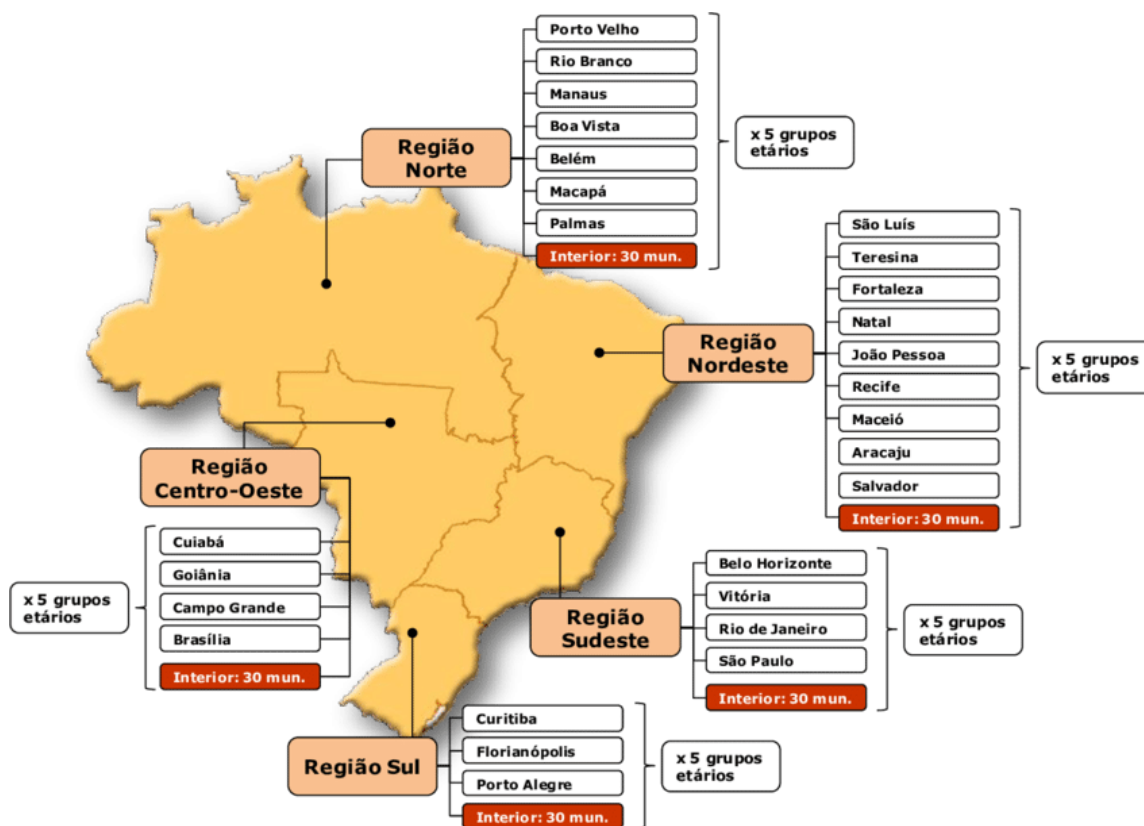 Região
Norte
Porto Velho
Rio Branco
Manaus
Boa Vista
Belém
Macapá
Palmas
Interior: 30 mun.
x 5 grupos
etários
Região
Nordeste
São Luís
Teresina
Fortaleza
Natal
João Pessoa
Recife
Maceió
Aracaju
Salvador
Interior: 30 mun.
x 5 grupos
etários
Região
Centro-Oeste
Cuiabá
Goiânia
Campo Grande
Brasília
Interior: 30 mun.
x 5 grupos
etários
Região
Sudeste
Belo Horizonte
Vitória
Rio de Janeiro
São Paulo
Interior: 30 mun.
x 5 grupos
etários
Região Sul
Curitiba
Florianópolis
Porto Alegre
Interior: 30 mun.
x 5 grupos
etários